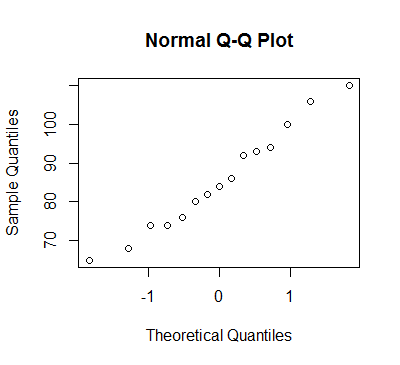 Normal Q-Q Plot
Sample Quantiles
100
90
80
70
-1 0 1
Theoretical Quantiles